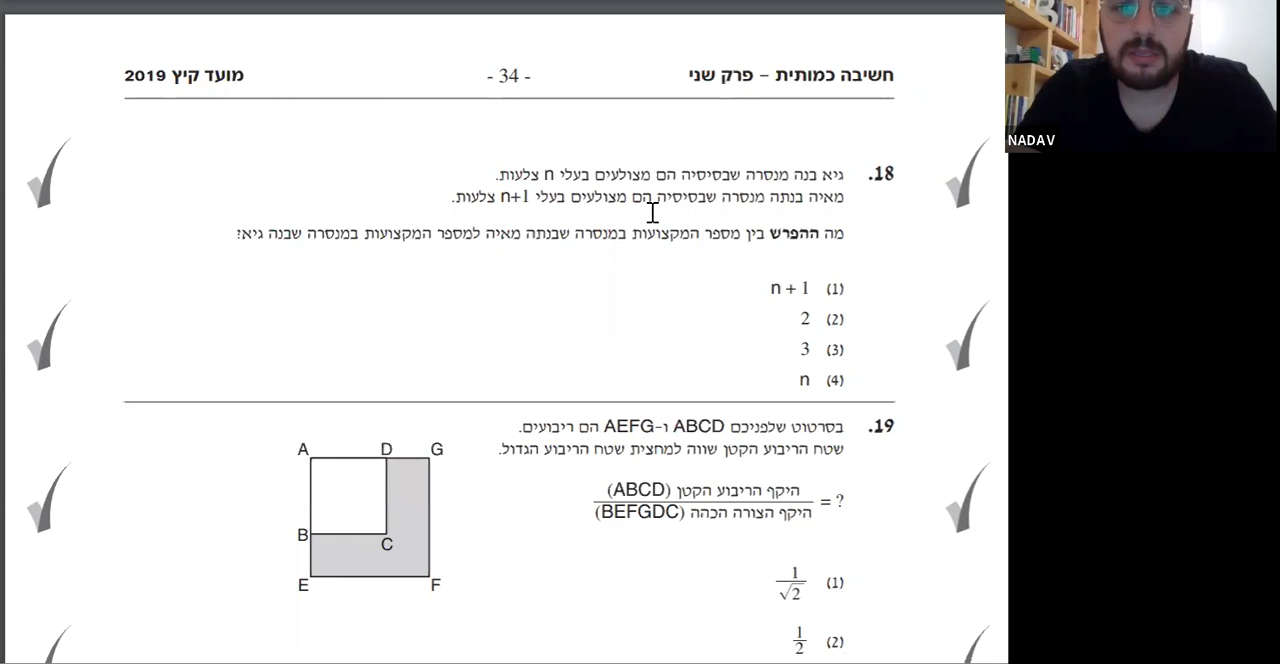 חשיבה כמותית – פרק שני
- 34 -
מועד קיץ 2019
18. גיא בנה מנסרה שבסיסיה הם מצולעים בעלי n צלעות.
מאיה בנתה מנסרה שבסיסיה הם מצולעים בעלי n+1 צלעות.
מה ההפרש בין מספר המקצועות במנסרה שבנתה מאיה למספר המקצועות במנסרה שבנה גיא?
(1) n + 1
(2) 2
(3) 3
(4) n
19. בסרטוט שלפניכם ABCD ו-AEFG הם ריבועים.
שטח הריבוע הקטן שווה למחצית שטח הריבוע הגדול.
היקף הריבוע הקטן (ABCD)
היקף הצורה הכהה (BEFGDC)
= ?
(1) 1/√2
(2) 1/2
A D G
B C
E F
NADAV